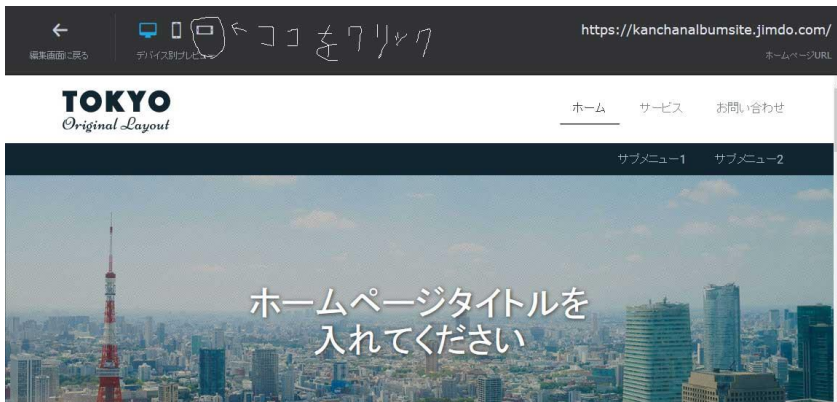 ← ココをクリック
https://kanchanalbumsite.jimdo.com/
編集画面に戻る
デバイス別プレビュー
ホームページURL
TOKYO
Original Layout
ホーム サービス お問い合わせ
サブメニュー1 サブメニュー2
ホームページタイトルを
入れてください